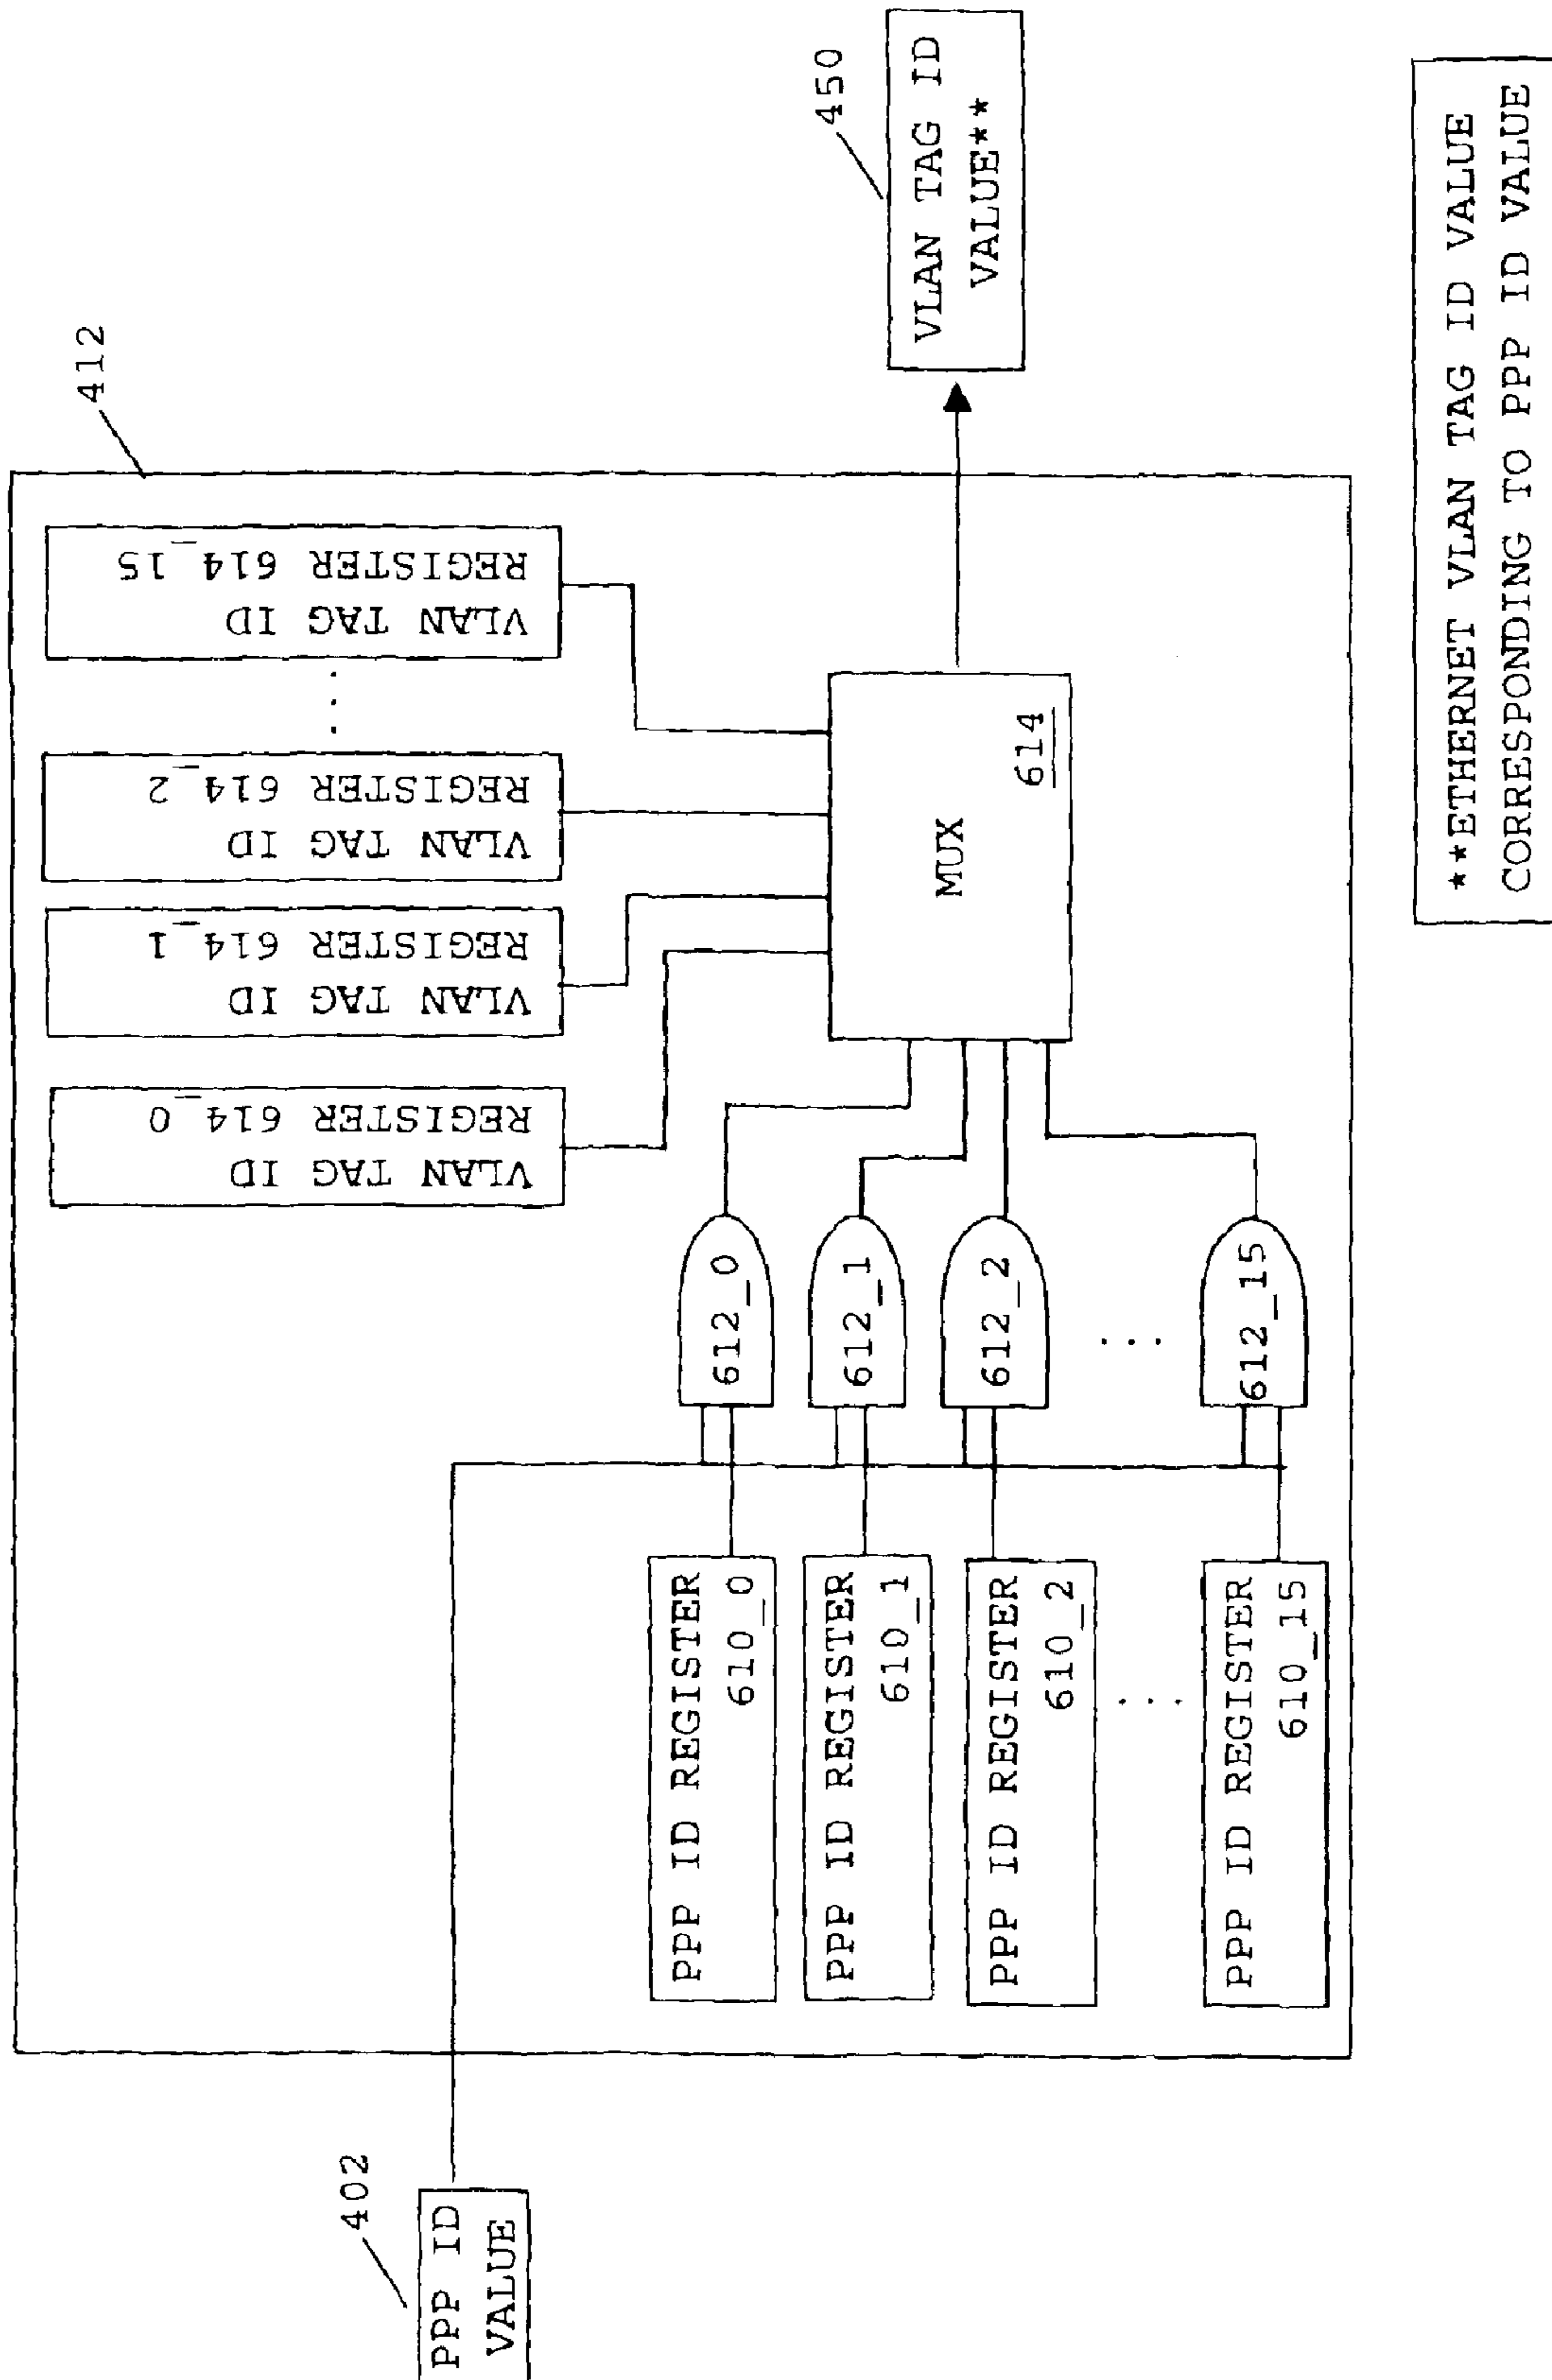 402
PPP ID
VALUE
412
VLAN TAG ID
REGISTER 614_0
VLAN TAG ID
REGISTER 614_1
VLAN TAG ID
REGISTER 614_2
...
VLAN TAG ID
REGISTER 614_15
PPP ID REGISTER
610_0
PPP ID REGISTER
610_1
PPP ID REGISTER
610_2
...
PPP ID REGISTER
610_15
612_0
612_1
612_2
...
612_15
MUX
614
450
VLAN TAG ID
VALUE**
**ETHERNET VLAN TAG ID VALUE
CORRESPONDING TO PPP ID VALUE